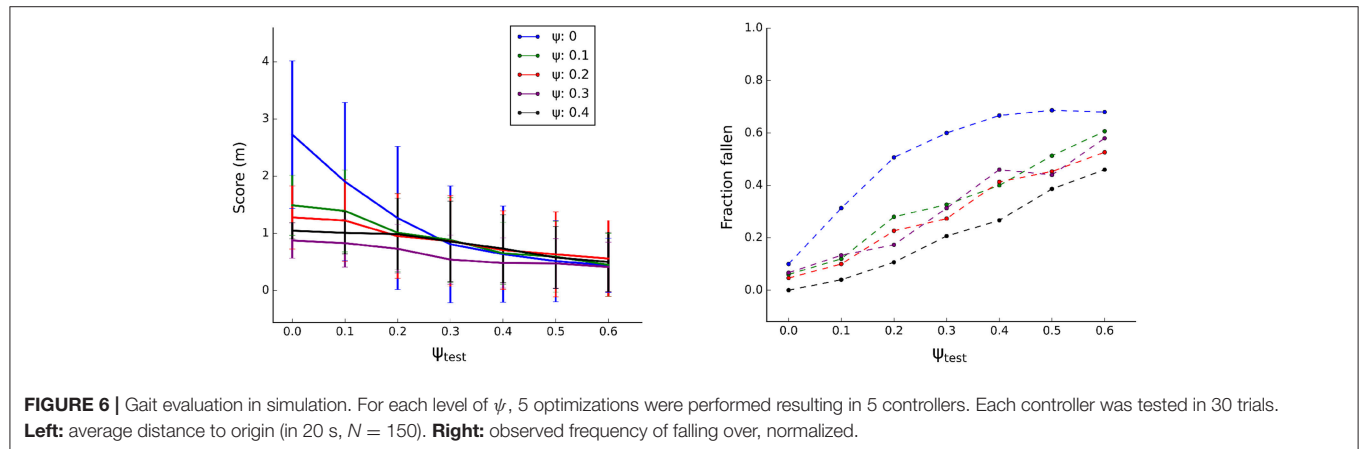 4
3
2
1
0
Score (m)
0.0 0.1 0.2 0.3 0.4 0.5 0.6
Ψtest
ψ: 0
ψ: 0.1
ψ: 0.2
ψ: 0.3
ψ: 0.4
1.0
0.8
0.6
0.4
0.2
0.0
Fraction fallen
0.0 0.1 0.2 0.3 0.4 0.5 0.6
Ψtest
FIGURE 6 | Gait evaluation in simulation. For each level of ψ, 5 optimizations were performed resulting in 5 controllers. Each controller was tested in 30 trials.
Left: average distance to origin (in 20 s, N = 150). Right: observed frequency of falling over, normalized.